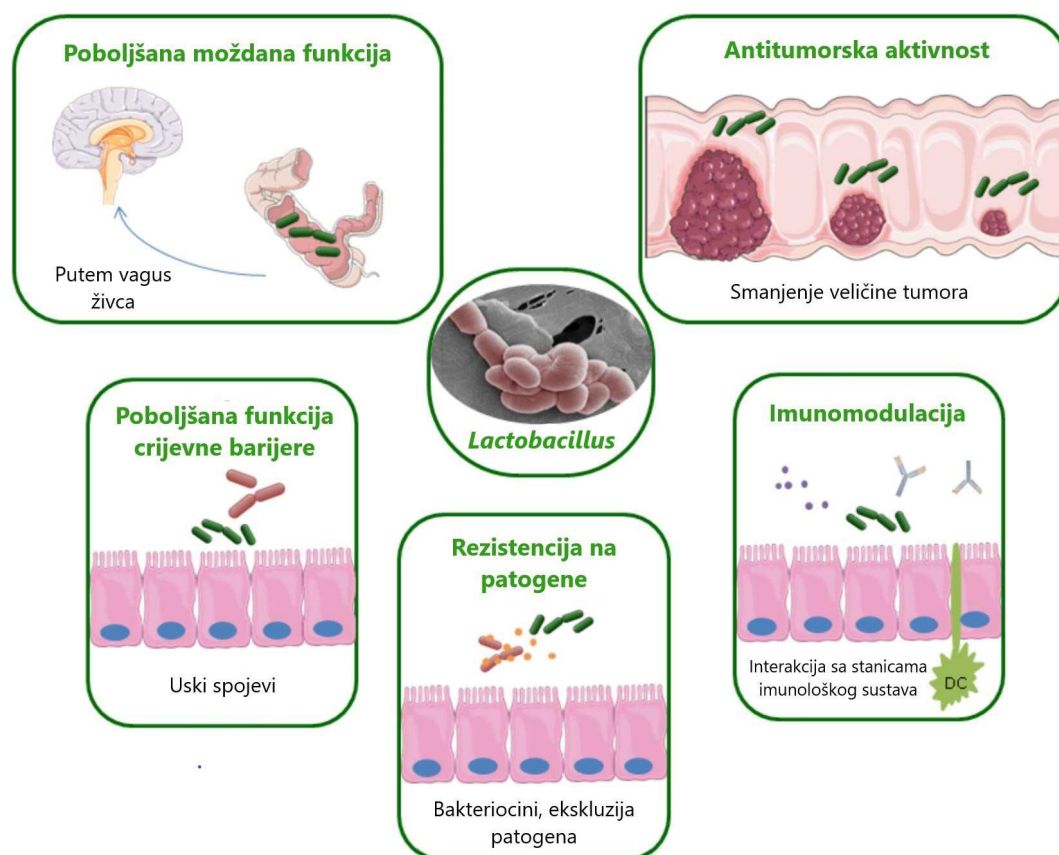 Poboljšana moždana funkcija
Putem vagus
živca
Antitumorska aktivnost
Smanjenje veličine tumora
Lactobacillus
Poboljšana funkcija
crijevne barijere
Uski spojevi
Rezistencija na
patogene
Bakteriocini, ekskluzija
patogena
Imunomodulacija
Interakcija sa stanicama
imunološkog sustava
DC